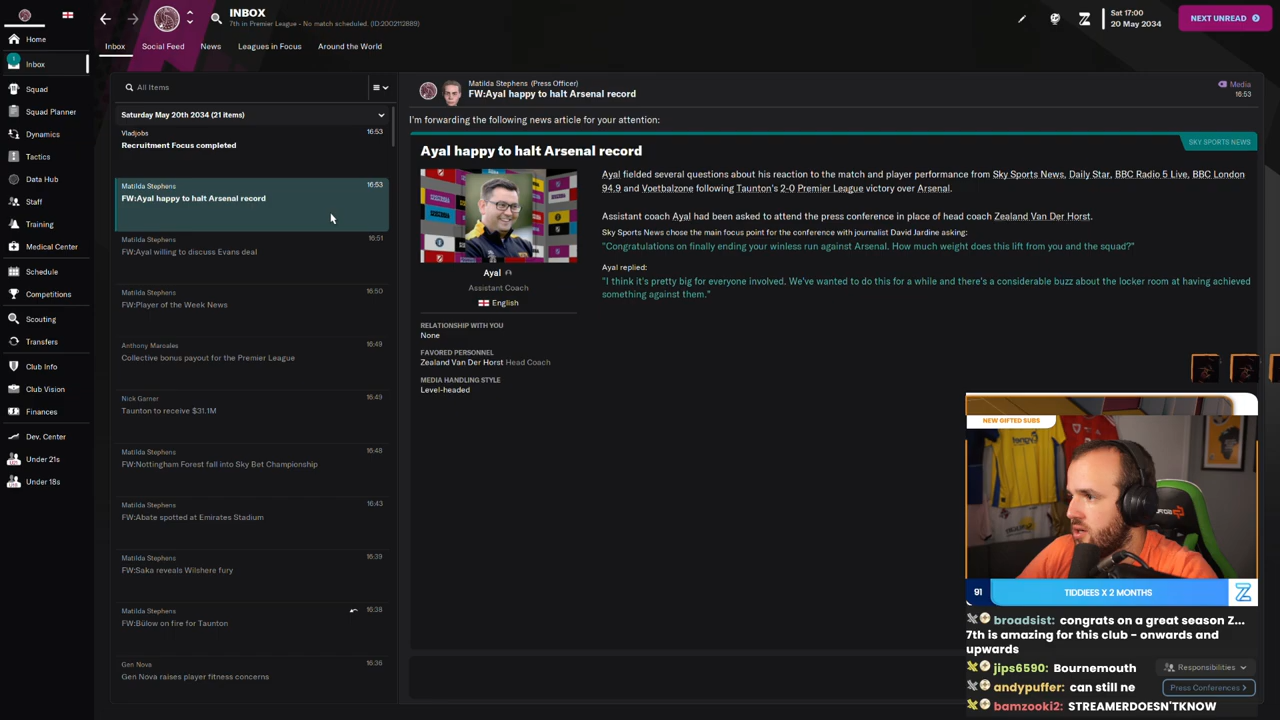 INBOX
7th in Premier League - No match scheduled. (ID:2002112889)
Sat 17:00
20 May 2034
NEXT UNREAD
Inbox
Social Feed
News
Leagues in Focus
Around the World
Home
1
Inbox
Squad
Squad Planner
Dynamics
Tactics
Data Hub
Staff
Training
Medical Center
Schedule
Competitions
Scouting
Transfers
Club Info
Club Vision
Finances
Dev. Center
Under 21s
Under 18s
All Items
Saturday May 20th 2034 (21 items)
Vladjobs
16:53
Recruitment Focus completed
Matilda Stephens
16:53
FW:Ayal happy to halt Arsenal record
Matilda Stephens
16:51
FW:Ayal willing to discuss Evans deal
Matilda Stephens
16:50
FW:Player of the Week News
Anthony Marcales
16:49
Collective bonus payout for the Premier League
Nick Garner
16:49
Taunton to receive $31.1M
Matilda Stephens
16:48
FW:Nottingham Forest fall into Sky Bet Championship
Matilda Stephens
16:43
FW:Abate spotted at Emirates Stadium
Matilda Stephens
16:39
FW:Saka reveals Wilshere fury
Matilda Stephens
16:38
FW:Bülow on fire for Taunton
Gen Nova
16:36
Gen Nova raises player fitness concerns
Matilda Stephens (Press Officer)
FW:Ayal happy to halt Arsenal record
Media
16:53
I'm forwarding the following news article for your attention:
SKY SPORTS NEWS
Ayal happy to halt Arsenal record
Ayal
Assistant Coach
English
RELATIONSHIP WITH YOU
None
FAVORED PERSONNEL
Zealand Van Der Horst Head Coach
MEDIA HANDLING STYLE
Level-headed
Ayal fielded several questions about his reaction to the match and player performance from Sky Sports News, Daily Star, BBC Radio 5 Live, BBC London
94.9 and Voetbalzone following Taunton's 2-0 Premier League victory over Arsenal.
Assistant coach Ayal had been asked to attend the press conference in place of head coach Zealand Van Der Horst.
Sky Sports News chose the main focus point for the conference with journalist David Jardine asking:
"Congratulations on finally ending your winless run against Arsenal. How much weight does this lift from you and the squad?"
Ayal replied:
"I think it's pretty big for everyone involved. We've wanted to do this for a while and there's a considerable buzz about the locker room at having achieved
something against them."
NEW GIFTED SUBS
91
TIDDIEES X 2 MONTHS
Z
broadsist: congrats on a great season Z...
7th is amazing for this club - onwards and
upwards
jips6590: Bournemouth
andypuffer: can still ne
bamzooki2: STREAMERDOESN'TKNOW
Responsibilities
Press Conferences